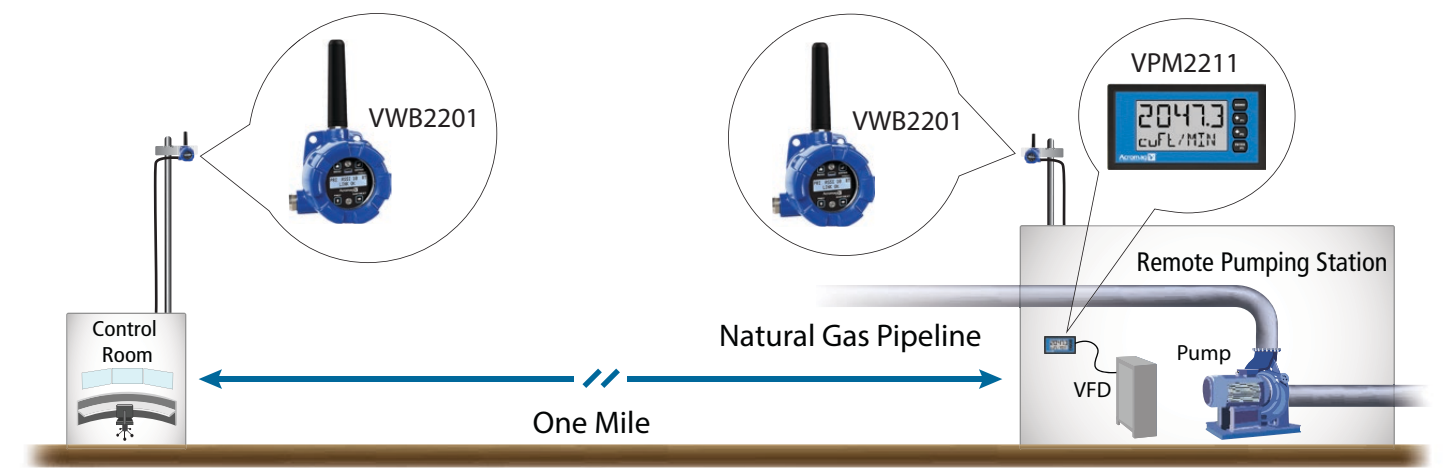 VWB2201
VWB2201
VPM2211
2047.3
cuFt/MIN
Acromag
Remote Pumping Station
Control
Room
Natural Gas Pipeline
Pump
VFD
One Mile